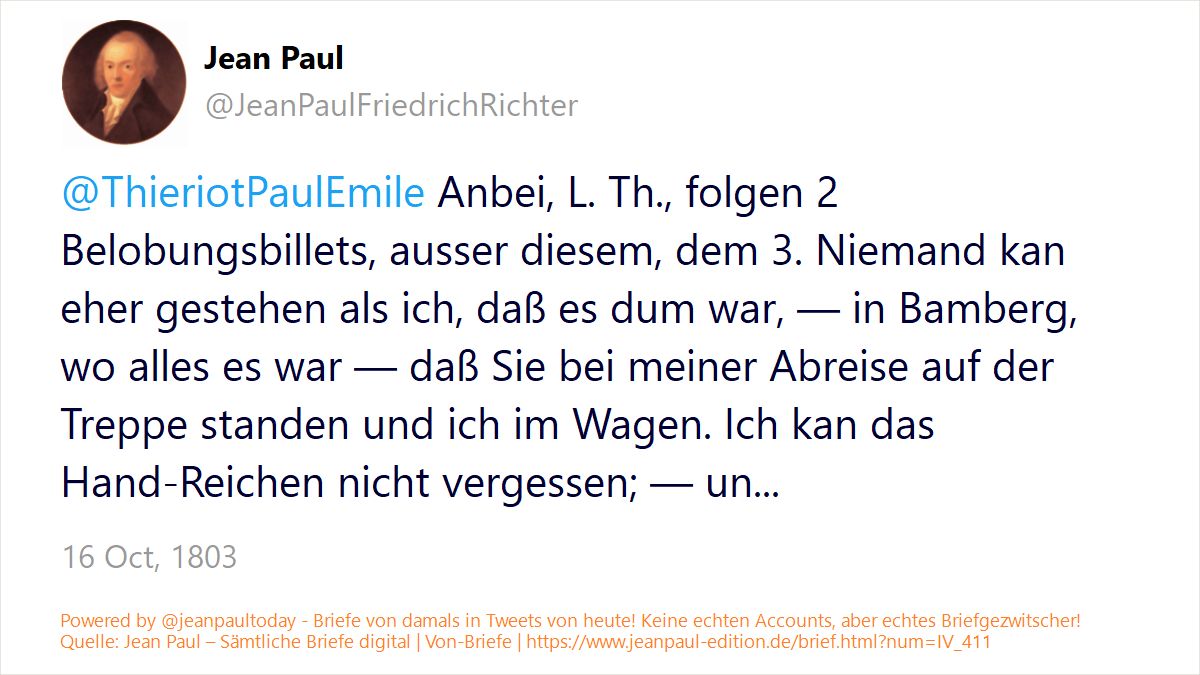 Jean Paul
@JeanPaulFriedrichRichter
@ThieriotPaulEmile Anbei, L. Th., folgen 2
Belobungsbillets, ausser diesem, dem 3. Niemand kan
eher gestehen als ich, daß es dum war, — in Bamberg,
wo alles es war — daß Sie bei meiner Abreise auf der
Treppe standen und ich im Wagen. Ich kan das
Hand-Reichen nicht vergessen; — un...
16 Oct, 1803
Powered by @jeanpaultoday - Briefe von damals in Tweets von heute! Keine echten Accounts, aber echtes Briefgezwitscher!
Quelle: Jean Paul – Sämtliche Briefe digital | Von-Briefe | https://www.jeanpaul-edition.de/brief.html?num=IV_411